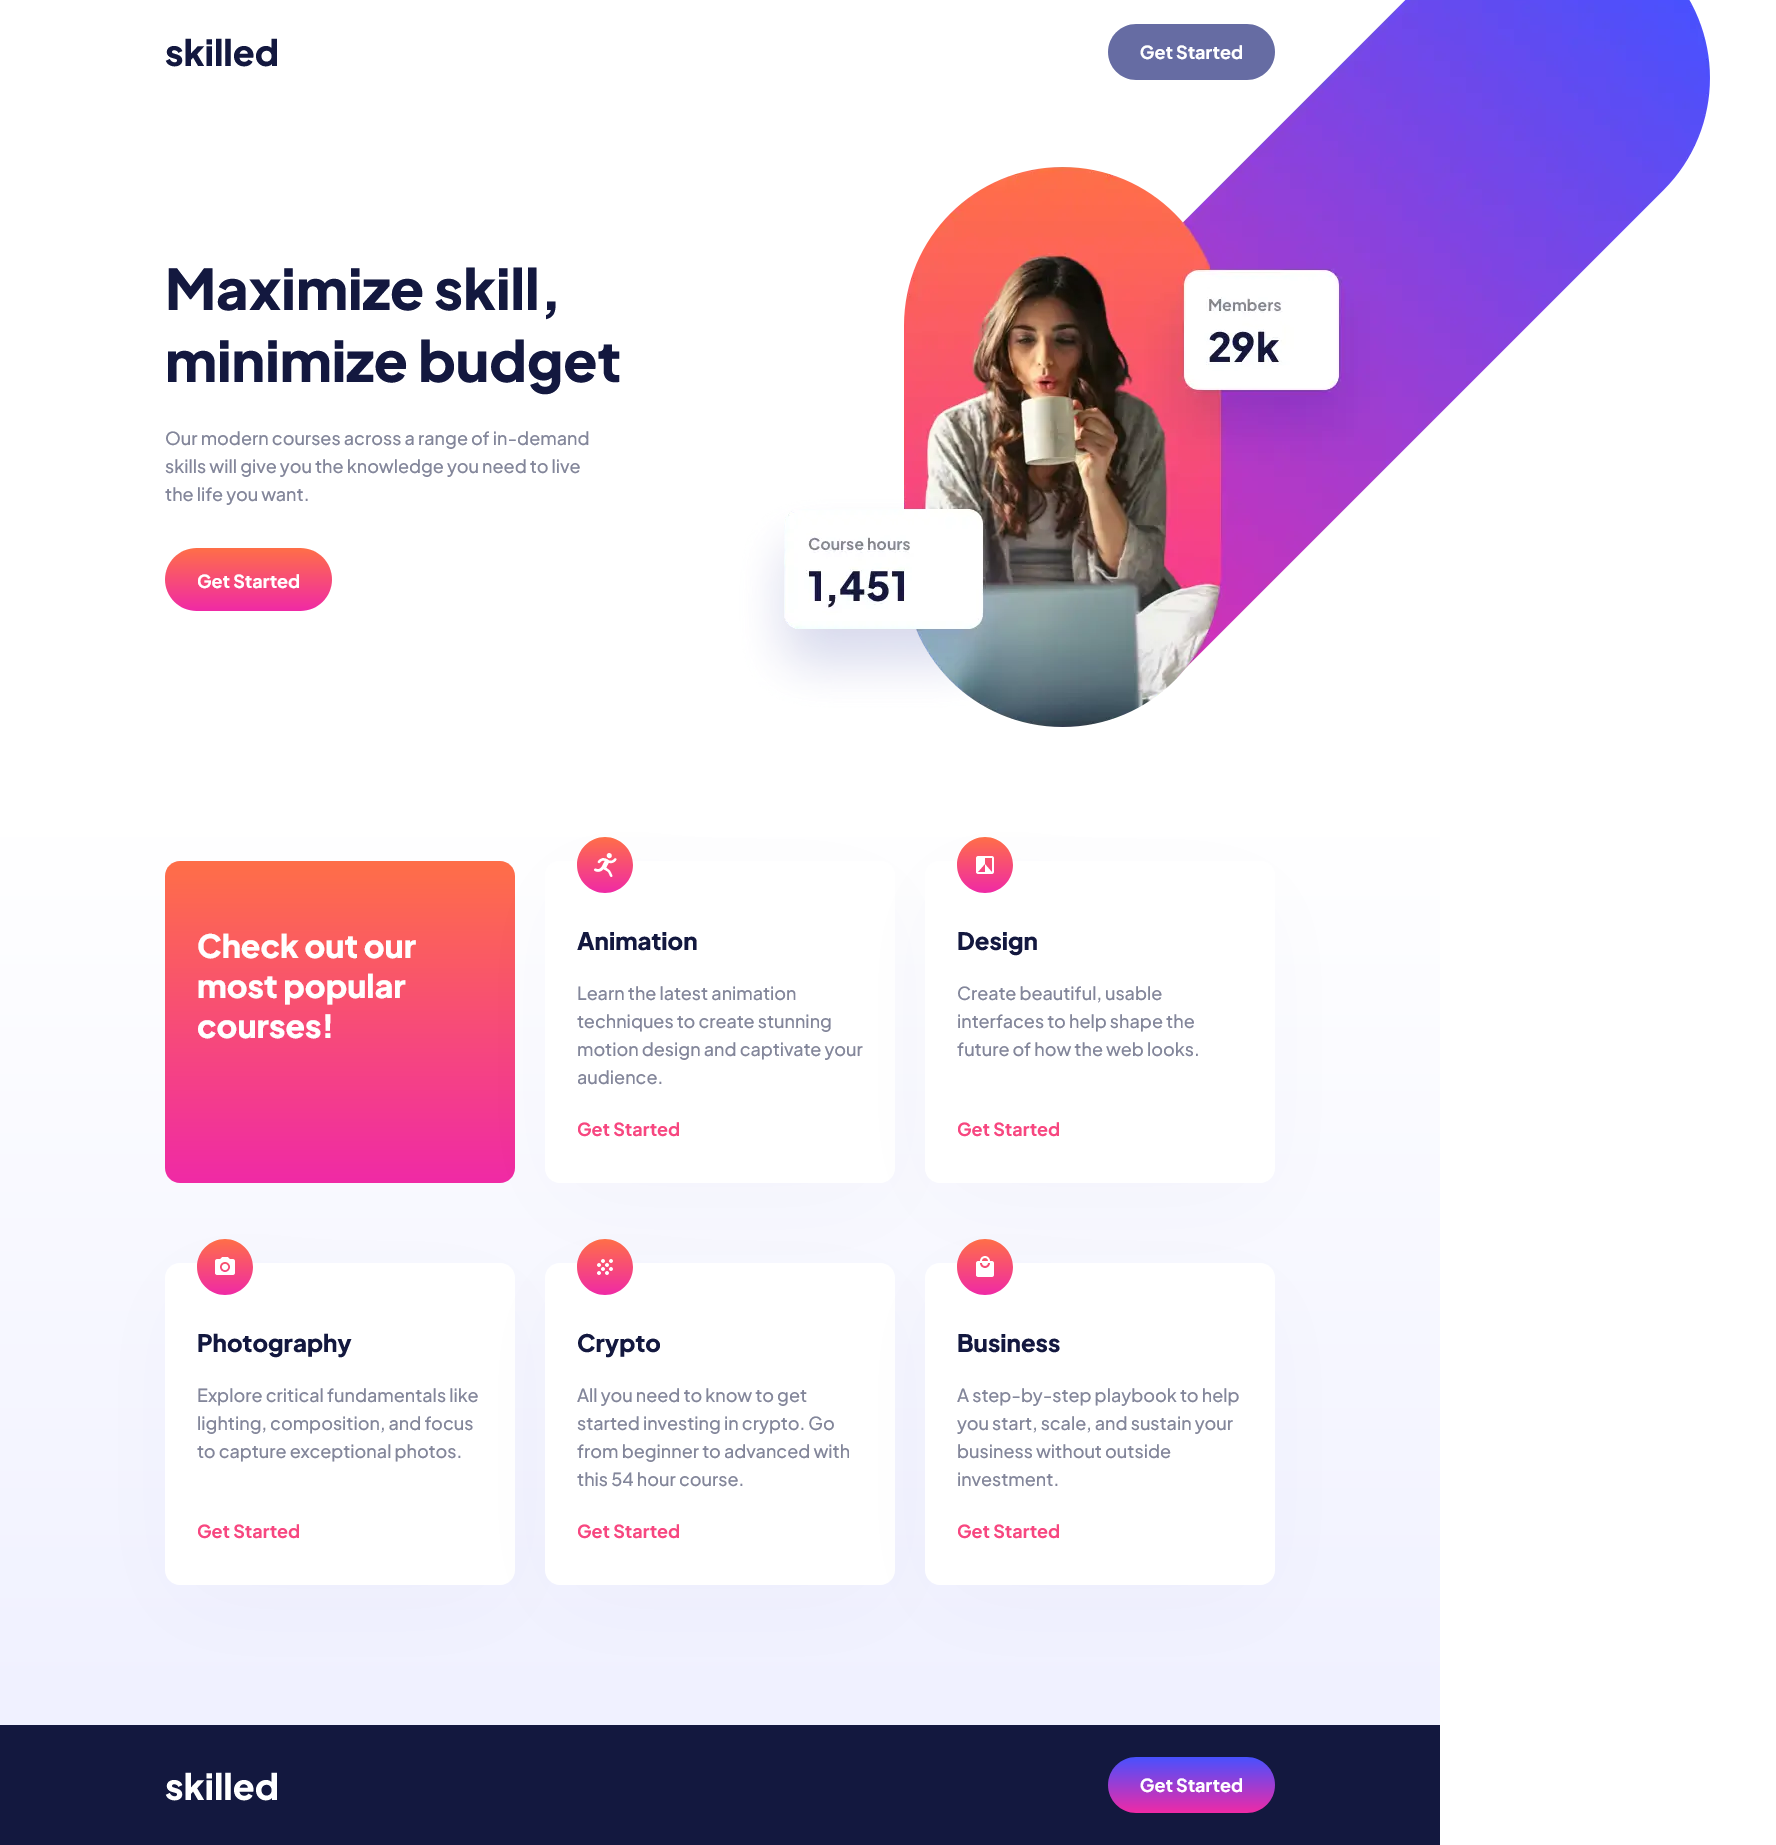 skilled
Get Started
Maximize skill,
minimize budget
Our modern courses across a range of in-demand
skills will give you the knowledge you need to live
the life you want.
Get Started
Members
29k
Course hours
1,451
Check out our
most popular
courses!
Animation
Learn the latest animation
techniques to create stunning
motion design and captivate your
audience.
Get Started
Design
Create beautiful, usable
interfaces to help shape the
future of how the web looks.
Get Started
Photography
Explore critical fundamentals like
lighting, composition, and focus
to capture exceptional photos.
Get Started
Crypto
All you need to know to get
started investing in crypto. Go
from beginner to advanced with
this 54 hour course.
Get Started
Business
A step-by-step playbook to help
you start, scale, and sustain your
business without outside
investment.
Get Started
skilled
Get Started